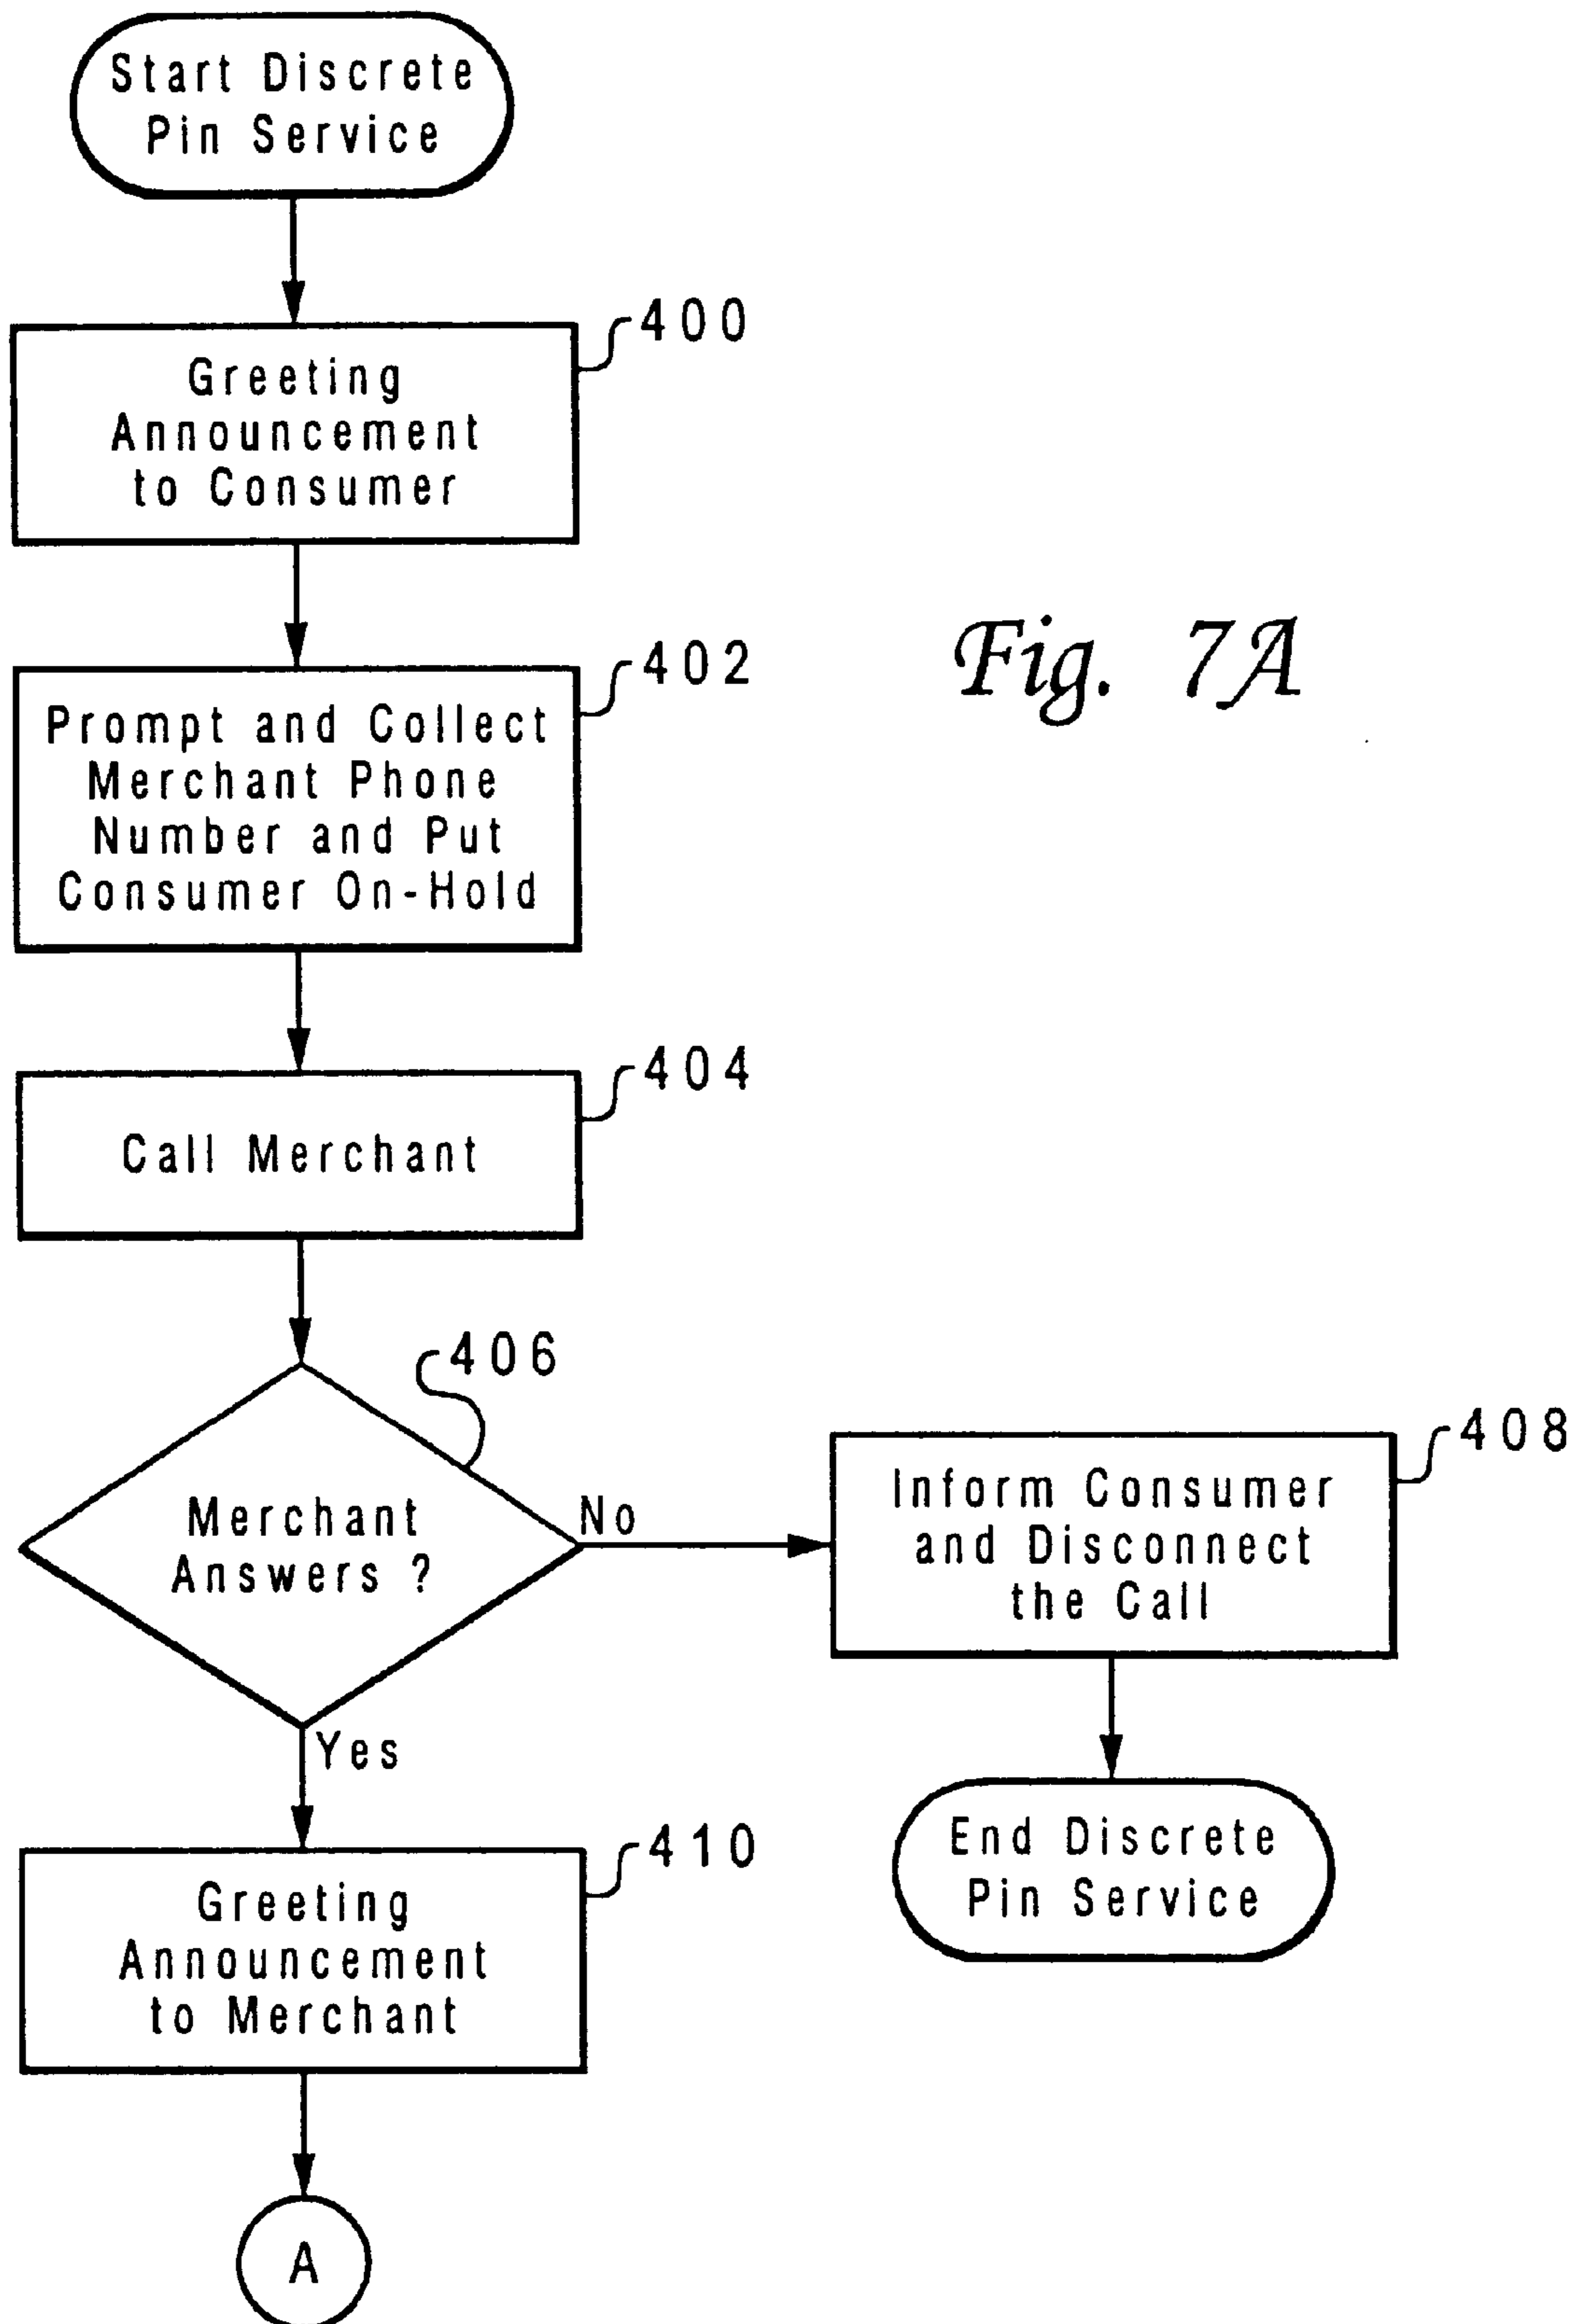 Start Discrete
Pin Service
400
Greeting
Announcement
to Consumer
402
Prompt and Collect
Merchant Phone
Number and Put
Consumer On-Hold
Fig. 7A
404
Call Merchant
406
Merchant
Answers ?
No
408
Inform Consumer
and Disconnect
the Call
Yes
End Discrete
Pin Service
410
Greeting
Announcement
to Merchant
A